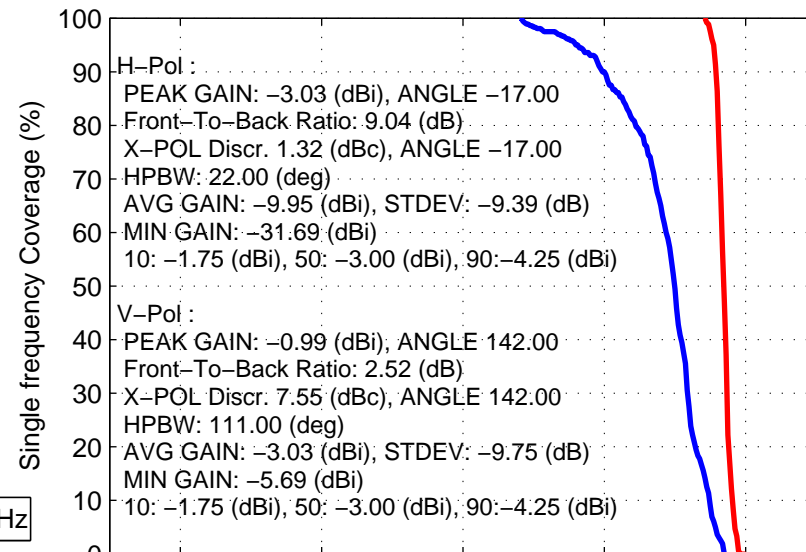 100
90
80
70
60
50
40
30
20
10
0
Single frequency Coverage (%)
H−Pol :
PEAK GAIN: −3.03 (dBi), ANGLE −17.00
Front−To−Back Ratio: 9.04 (dB)
X−POL Discr. 1.32 (dBc), ANGLE −17.00
HPBW: 22.00 (deg)
AVG GAIN: −9.95 (dBi), STDEV: −9.39 (dB)
MIN GAIN: −31.69 (dBi)
10: −1.75 (dBi), 50: −3.00 (dBi), 90:−4.25 (dBi)
V−Pol :
PEAK GAIN: −0.99 (dBi), ANGLE 142.00
Front−To−Back Ratio: 2.52 (dB)
X−POL Discr. 7.55 (dBc), ANGLE 142.00
HPBW: 111.00 (deg)
AVG GAIN: −3.03 (dBi), STDEV: −9.75 (dB)
MIN GAIN: −5.69 (dBi)
10: −1.75 (dBi), 50: −3.00 (dBi), 90:−4.25 (dBi)
Hz